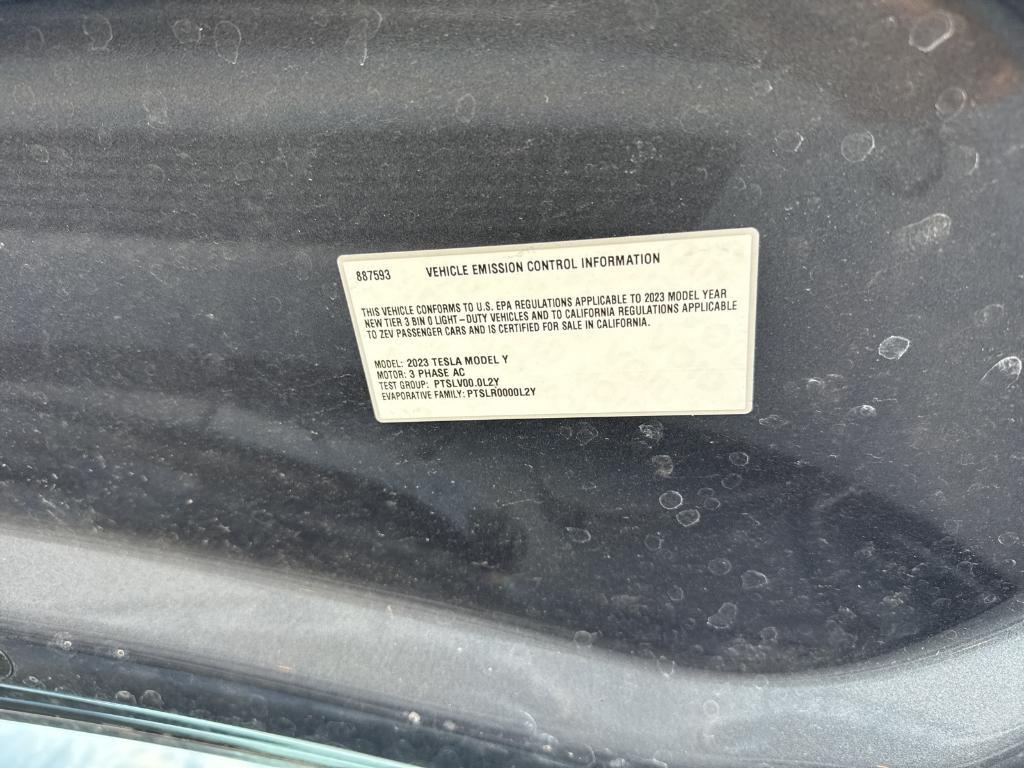 887593 VEHICLE EMISSION CONTROL INFORMATION
THIS VEHICLE CONFORMS TO U.S. EPA REGULATIONS APPLICABLE TO 2023 MODEL YEAR
NEW TIER 3 BIN 0 LIGHT-DUTY VEHICLES AND TO CALIFORNIA REGULATIONS APPLICABLE
TO ZEV PASSENGER CARS AND IS CERTIFIED FOR SALE IN CALIFORNIA.
MODEL: 2023 TESLA MODEL Y
MOTOR: 3 PHASE AC
TEST GROUP: PTSLV00.0L2Y
EVAPORATIVE FAMILY: PTSLR0000L2Y